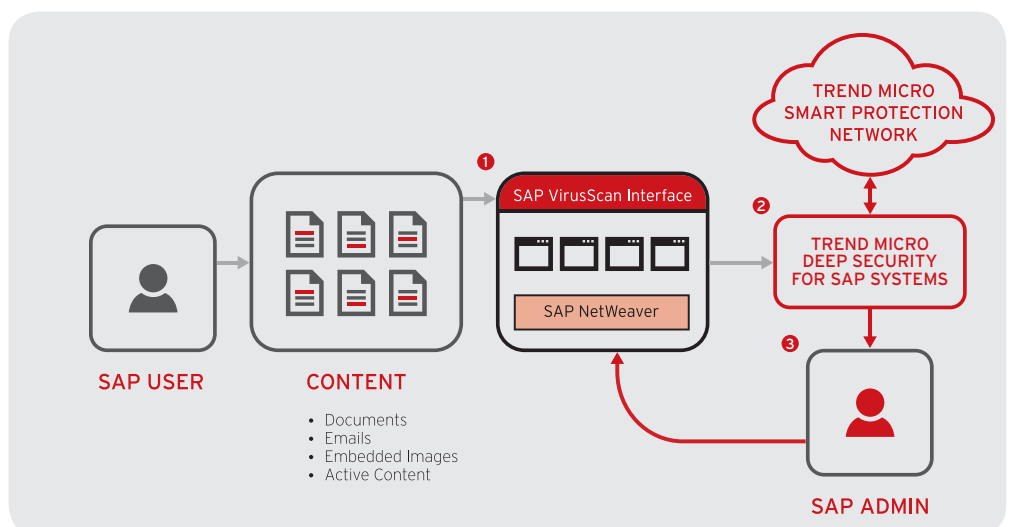 TREND MICRO
SMART PROTECTION
NETWORK
1
SAP VirusScan Interface
2
TREND MICRO
DEEP SECURITY
FOR SAP SYSTEMS
SAP NetWeaver
3
SAP USER
CONTENT
• Documents
• Emails
• Embedded Images
• Active Content
SAP ADMIN